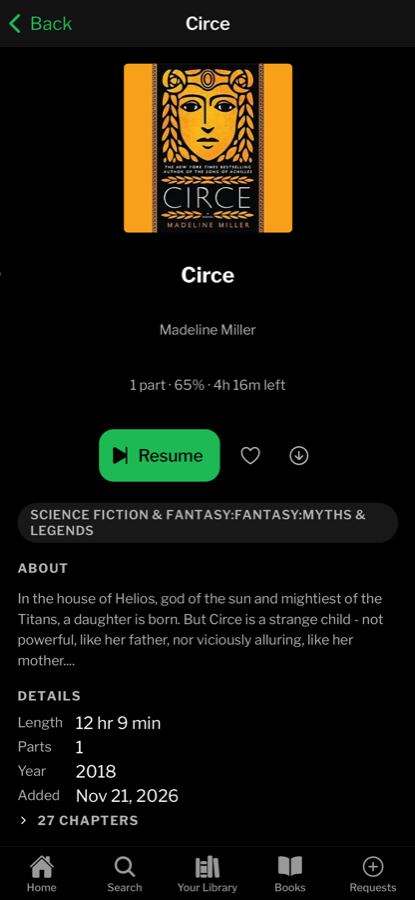 Back
Circe
THE NEW YORK TIMES BESTSELLING
AUTHOR OF THE SONG OF ACHILLES
CIRCE
MADELINE MILLER
Circe
Madeline Miller
1 part · 65% · 4h 16m left
Resume
SCIENCE FICTION & FANTASY:FANTASY:MYTHS &
LEGENDS
ABOUT
In the house of Helios, god of the sun and mightiest of the
Titans, a daughter is born. But Circe is a strange child - not
powerful, like her father, nor viciously alluring, like her
mother....
DETAILS
Length 12 hr 9 min
Parts 1
Year 2018
Added Nov 21, 2026
27 CHAPTERS
Home
Search
Your Library
Books
Requests